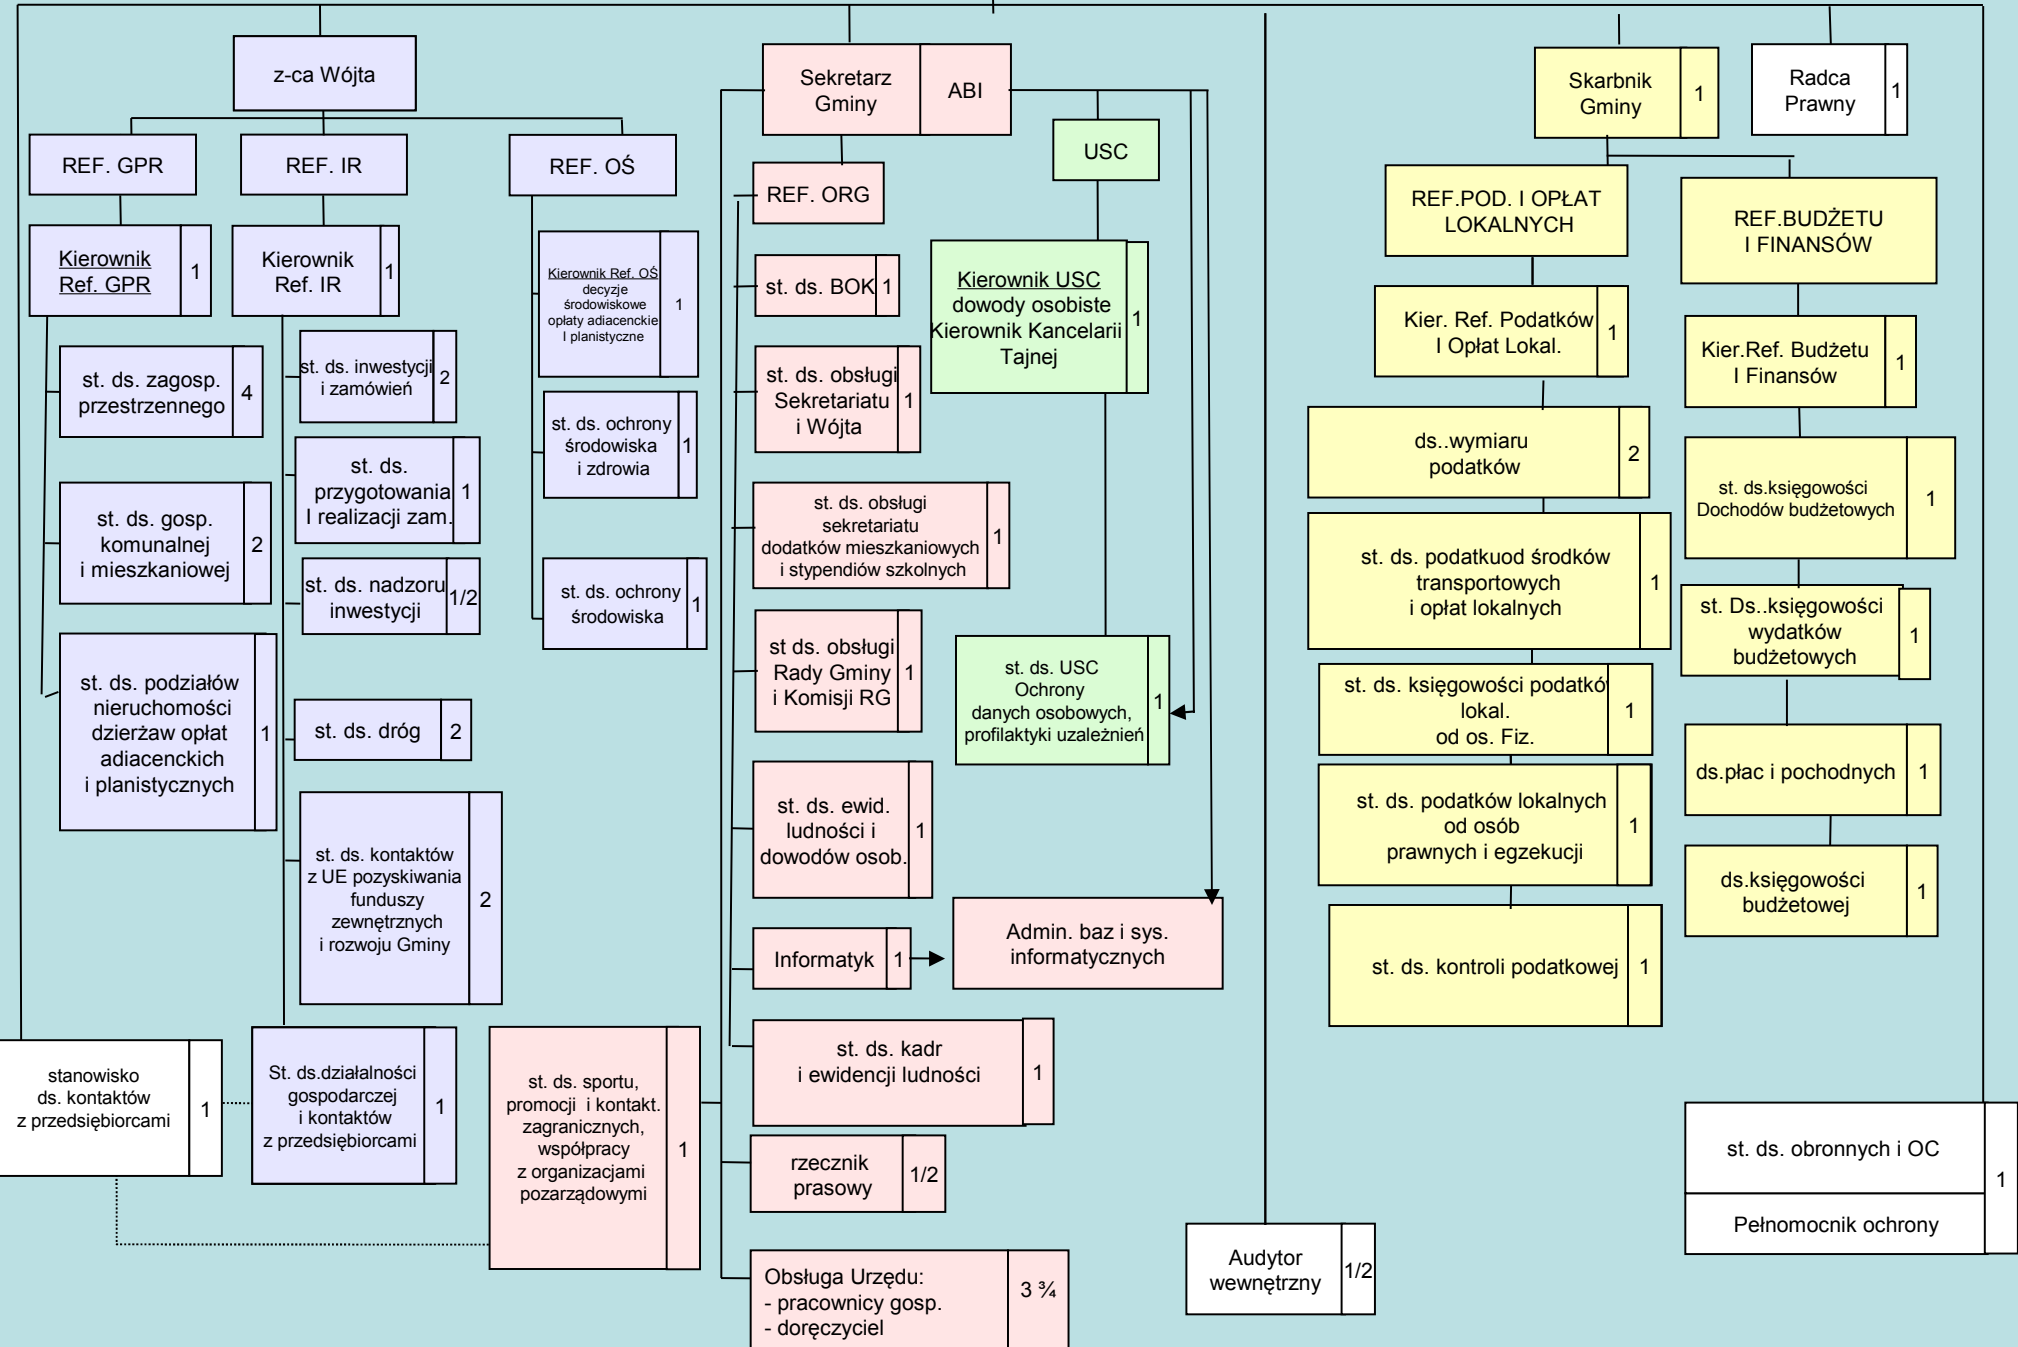 z-ca Wójta
REF. GPR
REF. IR
REF. OŚ
Kierownik
Ref. GPR
1
Kierownik
Ref. IR
1
Kierownik Ref. OŚ
decyzje
środowiskowe
opłaty adiacenckie
I planistyczne
1
st. ds. zagosp.
przestrzennego
4
st. ds. gosp.
komunalnej
i mieszkaniowej
2
st. ds. podziałów
nieruchomości
dzierżaw opłat
adiacenckich
i planistycznych
1
st. ds. inwestycji
i zamówień
2
st. ds.
przygotowania
I realizacji zam.
1
st. ds. nadzoru
inwestycji
1/2
st. ds. dróg
2
st. ds. kontaktów
z UE pozyskiwania
funduszy
zewnętrznych
i rozwoju Gminy
2
St. ds.działalności
gospodarczej
i kontaktów
z przedsiębiorcami
1
stanowisko
ds. kontaktów
z przedsiębiorcami
1
st. ds. ochrony
środowiska
i zdrowia
1
st. ds. ochrony
środowiska
1
Sekretarz
Gminy
ABI
REF. ORG
st. ds. BOK
1
st. ds. obsługi
Sekretariatu
i Wójta
1
st. ds. obsługi
sekretariatu
dodatków mieszkaniowych
i stypendiów szkolnych
1
st ds. obsługi
Rady Gminy
i Komisji RG
1
st. ds. ewid.
ludności i
dowodów osob.
1
Informatyk
1
Admin. baz i sys.
informatycznych
st. ds. kadr
i ewidencji ludności
1
st. ds. sportu,
promocji i kontakt.
zagranicznych,
współpracy
z organizacjami
pozarządowymi
1
rzecznik
prasowy
1/2
Obsługa Urzędu:
- pracownicy gosp.
- doręczyciel
3 ¾
USC
Kierownik USC
dowody osobiste
Kierownik Kancelarii
Tajnej
1
st. ds. USC
Ochrony
danych osobowych,
profilaktyki uzależnień
1
Audytor
wewnętrzny
1/2
Skarbnik
Gminy
1
Radca
Prawny
1
REF.POD. I OPŁAT
LOKALNYCH
REF.BUDŻETU
I FINANSÓW
Kier. Ref. Podatków
I Opłat Lokal.
1
ds..wymiaru
podatków
2
st. ds. podatkuod środków
transportowych
i opłat lokalnych
1
st. ds. księgowości podatkó
lokal.
od os. Fiz.
1
st. ds. podatków lokalnych
od osób
prawnych i egzekucji
1
st. ds. kontroli podatkowej
1
Kier.Ref. Budżetu
I Finansów
1
st. ds.księgowości
Dochodów budżetowych
1
st. Ds..księgowości
wydatków
budżetowych
1
ds.płac i pochodnych
1
ds.księgowości
budżetowej
1
st. ds. obronnych i OC
Pełnomocnik ochrony
1